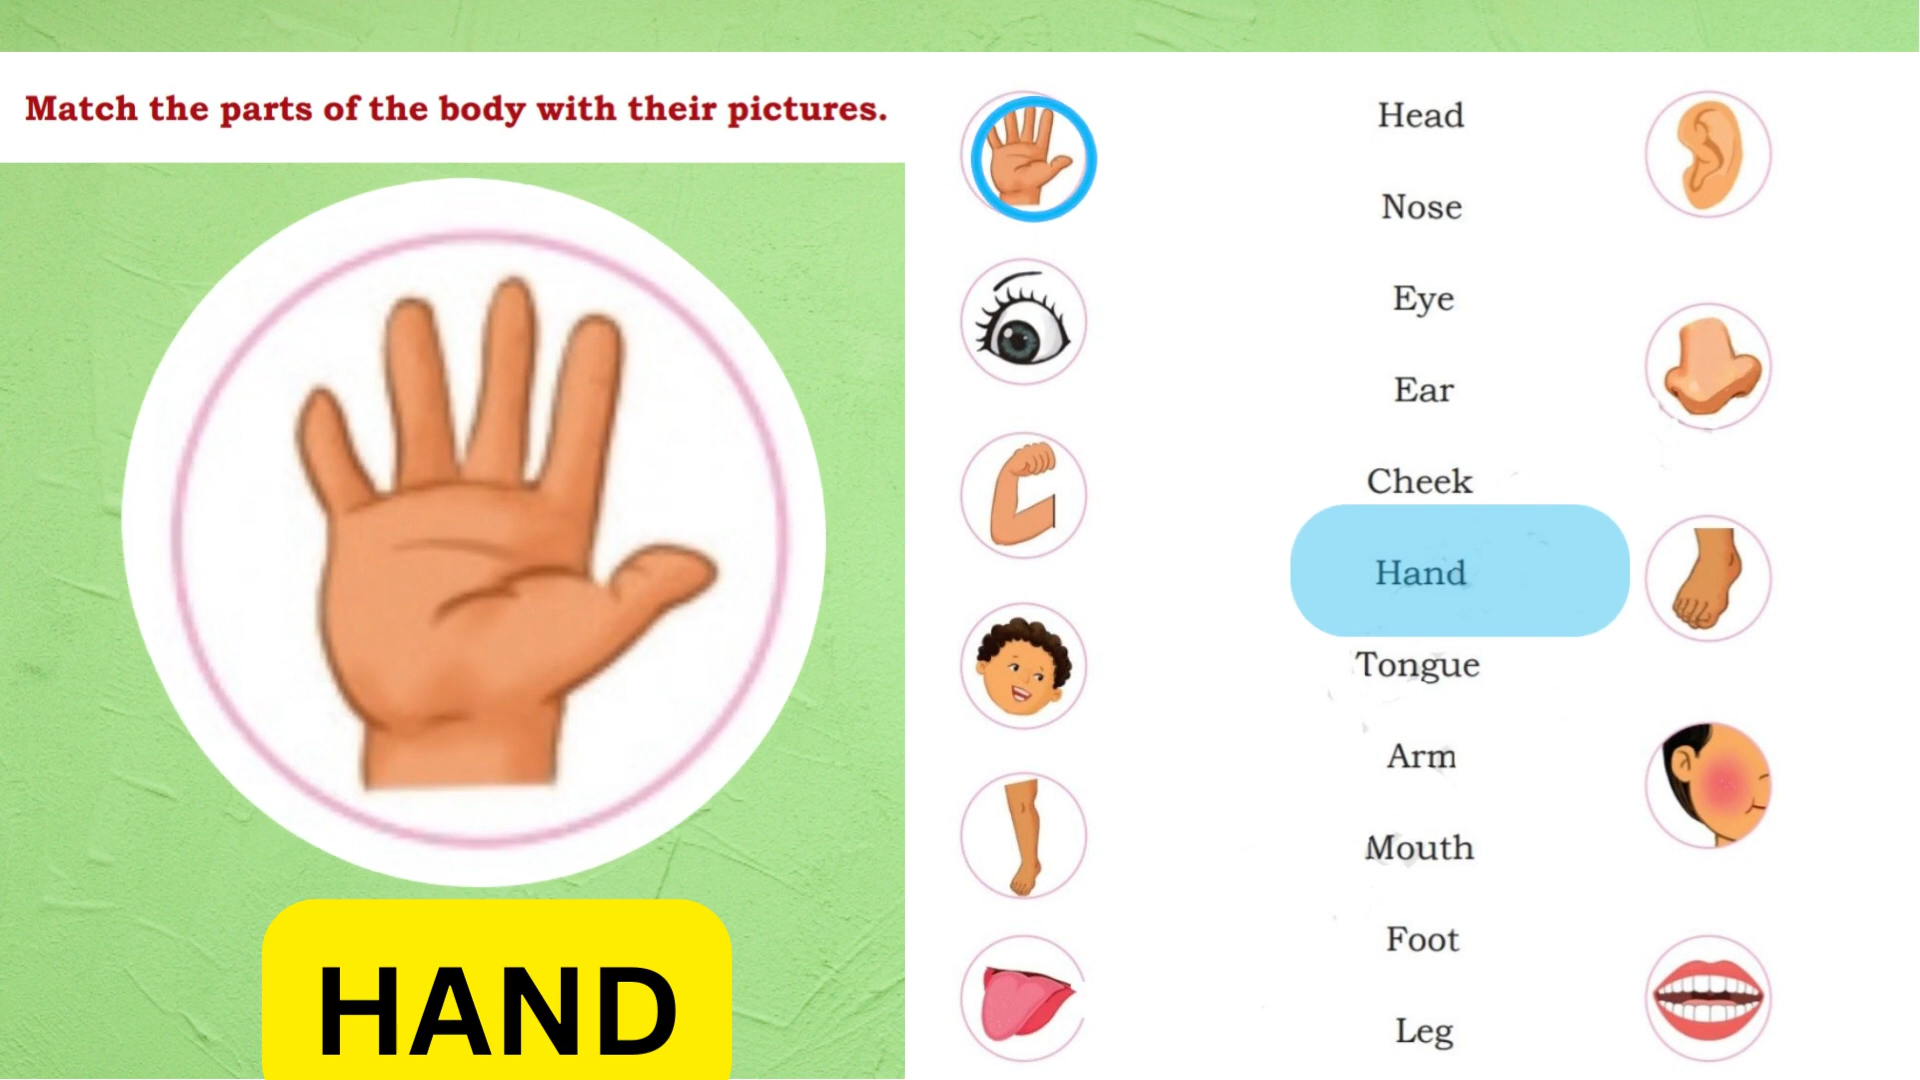 Match the parts of the body with their pictures.
HAND
Head
Nose
Eye
Ear
Cheek
Hand
Tongue
Arm
Mouth
Foot
Leg